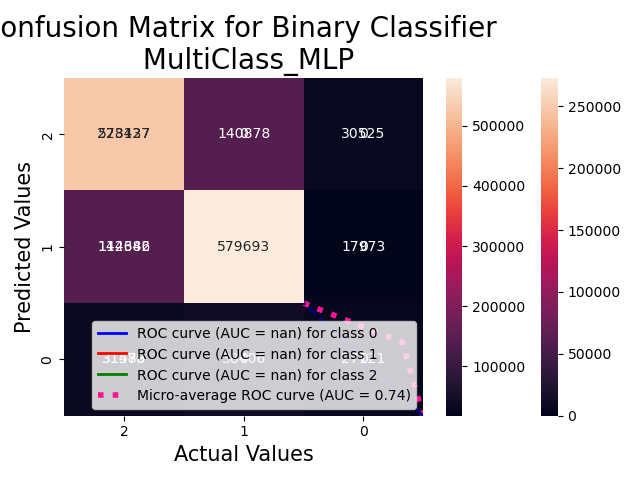 onfusion Matrix for Binary Classifier
MultiClass_MLP
Predicted Values
2
1
0
579693
ROC curve (AUC = nan) for class 0
ROC curve (AUC = nan) for class 1
ROC curve (AUC = nan) for class 2
Micro-average ROC curve (AUC = 0.74)
2 1 0
Actual Values
500000
400000
300000
200000
100000
250000
200000
150000
100000
50000
0